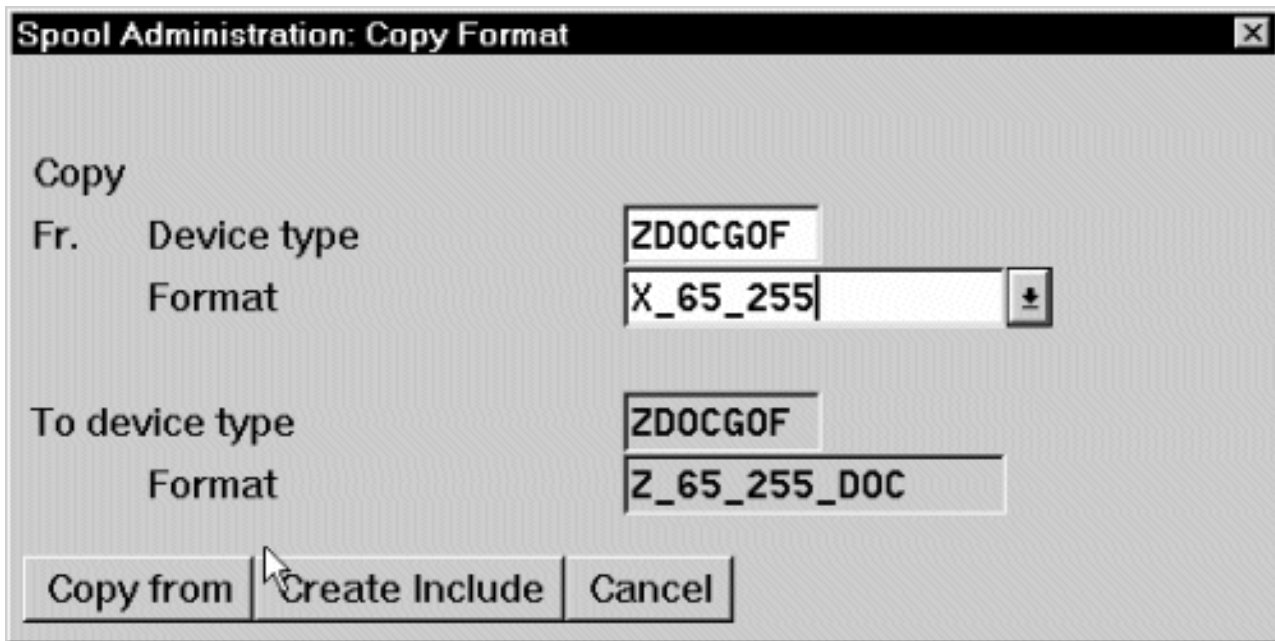 Spool Administration: Copy Format
Copy
Fr. Device type ZDOCGOF
Format X_65_255
To device type ZDOCGOF
Format Z_65_255_DOC
Copy from Create Include Cancel